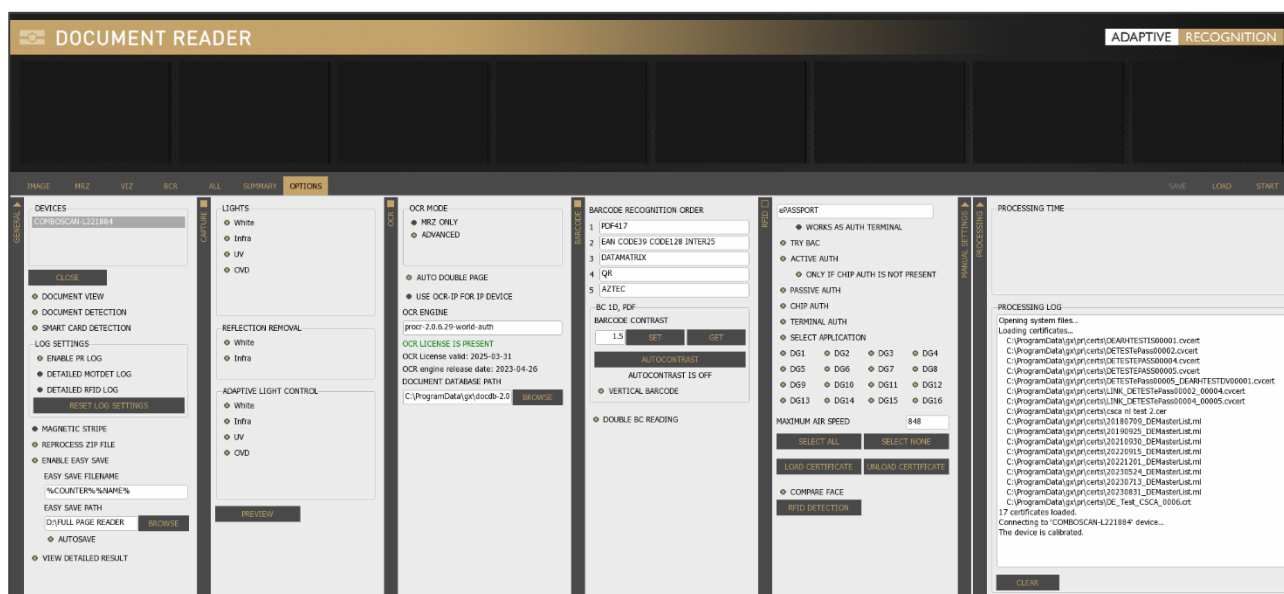 DOCUMENT READER
ADAPTIVE RECOGNITION
IMAGE MRZ VIZ BCR ALL SUMMARY OPTIONS SAVE LOAD START
GENERAL
DEVICES
COMBOSCAN-L221884
CLOSE
DOCUMENT VIEW
DOCUMENT DETECTION
SMART CARD DETECTION
LOG SETTINGS
ENABLE PR LOG
DETAILED MOTDET LOG
DETAILED RFID LOG
RESET LOG SETTINGS
MAGNETIC STRIPE
REPROCESS ZIP FILE
ENABLE EASY SAVE
EASY SAVE FILENAME
%COUNTER%%NAME%
EASY SAVE PATH
D:\FULL PAGE READER BROWSE
AUTOSAVE
VIEW DETAILED RESULT
CAPTURE
LIGHTS
White
Infra
UV
OVD
REFLECTION REMOVAL
White
Infra
ADAPTIVE LIGHT CONTROL
White
Infra
UV
OVD
PREVIEW
OCR
OCR MODE
MRZ ONLY
ADVANCED
AUTO DOUBLE PAGE
USE OCR-IP FOR IP DEVICE
OCR ENGINE
procr-2.0.6.29-world-auth
OCR LICENSE IS PRESENT
OCR License valid: 2025-03-31
OCR engine release date: 2023-04-26
DOCUMENT DATABASE PATH
C:\ProgramData\gx\docdb-2.0 BROWSE
BARCODE
BARCODE RECOGNITION ORDER
1 PDF417
2 EAN CODE39 CODE128 INTER25
3 DATAMATRIX
4 QR
5 AZTEC
BC 1D, PDF
BARCODE CONTRAST
1.5 SET GET
AUTOCONTRAST
AUTOCONTRAST IS OFF
VERTICAL BARCODE
DOUBLE BC READING
RFID
ePASSPORT
WORKS AS AUTH TERMINAL
TRY BAC
ACTIVE AUTH
ONLY IF CHIP AUTH IS NOT PRESENT
PASSIVE AUTH
CHIP AUTH
TERMINAL AUTH
SELECT APPLICATION
DG1 DG2 DG3 DG4
DG5 DG6 DG7 DG8
DG9 DG10 DG11 DG12
DG13 DG14 DG15 DG16
MAXIMUM AIR SPEED 848
SELECT ALL SELECT NONE
LOAD CERTIFICATE UNLOAD CERTIFICATE
COMPARE FACE
RFID DETECTION
MANUAL SETTINGS
PROCESSING
PROCESSING TIME
PROCESSING LOG
Opening system files...
Loading certificates...
C:\ProgramData\gx\pr\certs\DEARHTESTIS00001.cvcert
C:\ProgramData\gx\pr\certs\DETESTePass00002.cvcert
C:\ProgramData\gx\pr\certs\DETESTePASS00004.cvcert
C:\ProgramData\gx\pr\certs\DETESTePASS00005.cvcert
C:\ProgramData\gx\pr\certs\DETESTePass00005_DEARHTESTDV00001.cvcert
C:\ProgramData\gx\pr\certs\LINK_DETESTePass00002_00004.cvcert
C:\ProgramData\gx\pr\certs\LINK_DETESTePass00004_00005.cvcert
C:\ProgramData\gx\pr\certs\csca nl test 2.cer
C:\ProgramData\gx\pr\certs\20180709_DEMasterList.ml
C:\ProgramData\gx\pr\certs\20190925_DEMasterList.ml
C:\ProgramData\gx\pr\certs\20210930_DEMasterList.ml
C:\ProgramData\gx\pr\certs\20220915_DEMasterList.ml
C:\ProgramData\gx\pr\certs\20221201_DEMasterList.ml
C:\ProgramData\gx\pr\certs\20230524_DEMasterList.ml
C:\ProgramData\gx\pr\certs\20230713_DEMasterList.ml
C:\ProgramData\gx\pr\certs\20230831_DEMasterList.ml
C:\ProgramData\gx\pr\certs\DE_Test_CSCA_0006.crt
17 certificates loaded.
Connecting to 'COMBOSCAN-L221884' device...
The device is calibrated.
CLEAR